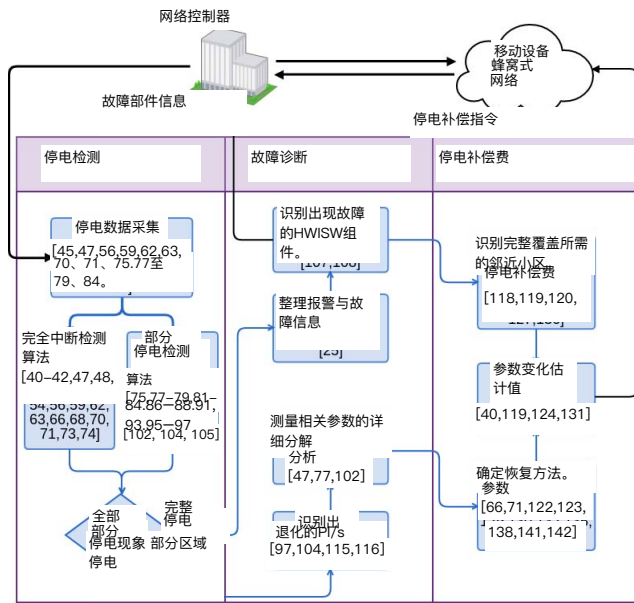 网络控制器
移动设备
蜂窝式
网络
故障部件信息
停电补偿指令
停电检测
故障诊断
停电补偿费
停电数据采集
[45,47,56,59,62,63,
70、71、75.77至
79、84。
完全中断检测
算法
[40-42,47,48,
54,56,59,62,
63,66,68,70,
71,73,74]
部分
停电检测
算法
[75,77-79.81-
84.86-88.91,
93.95-97
[102, 104, 105]
全部
部分
停电现象
停电
完整
停电
部分区域
识别出现故障
的HWISW组
件。
[107,108]
整理报警与故
障信息
[25]
测量相关参数的详
细分解
分析
[47,77,102]
识别出
退化的PI/s
[97,104,115,116]
识别完整覆盖所需
的邻近小区
停电补偿费
[118,119,120,
参数变化估
计值
[40,119,124,131]
确定恢复方法。
参数
[66,71,122,123,
138,141,142]